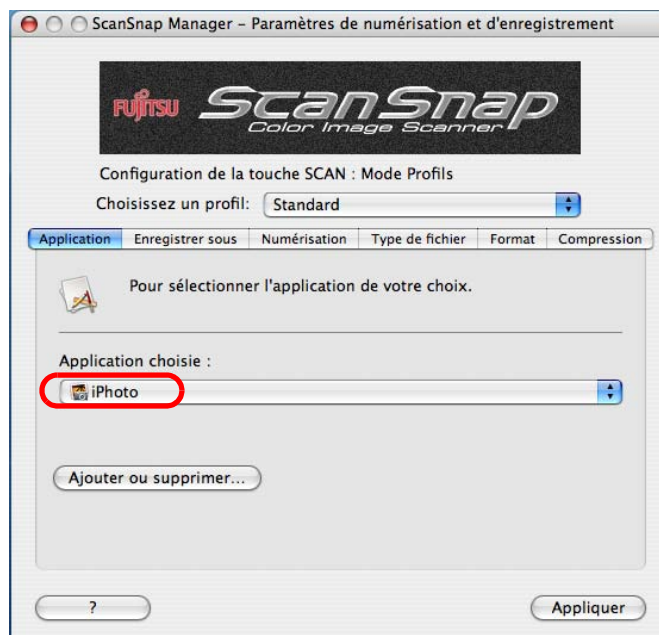 ScanSnap Manager – Paramètres de numérisation et d'enregistrement
FUJITSU ScanSnap
Color Image Scanner
Configuration de la touche SCAN : Mode Profils
Choisissez un profil: Standard
Application Enregistrer sous Numérisation Type de fichier Format Compression
Pour sélectionner l'application de votre choix.
Application choisie :
iPhoto
Ajouter ou supprimer...
? Appliquer